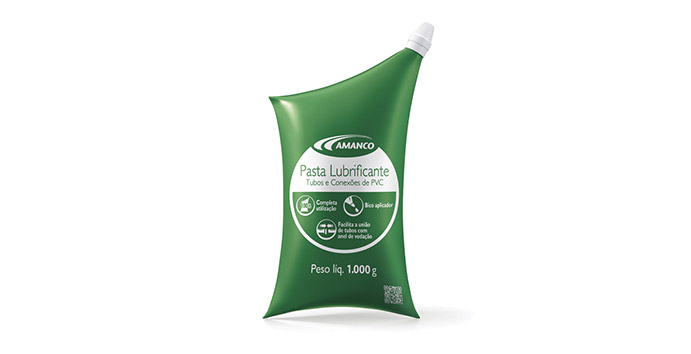 AMANCO
Pasta Lubrificante
Tubos e Conexões de PVC
Completa
utilização
Bico aplicador
Facilita a união
de tubos com
anel de vedação
Peso líq. 1.000 g